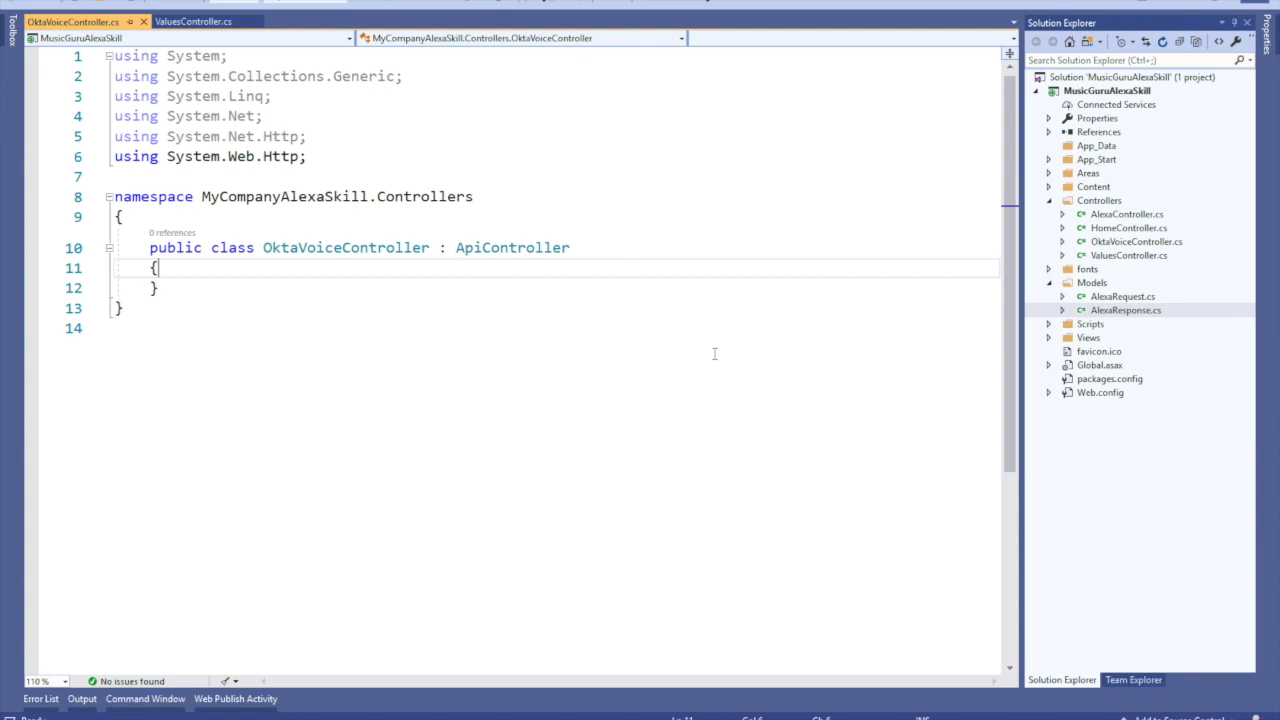 OktaVoiceController.cs
ValuesController.cs
MusicGuruAlexaSkill
MyCompanyAlexaSkill.Controllers.OktaVoiceController
Toolbox
1 using System;
2 using System.Collections.Generic;
3 using System.Linq;
4 using System.Net;
5 using System.Net.Http;
6 using System.Web.Http;
7
8 namespace MyCompanyAlexaSkill.Controllers
9 {
0 references
10 public class OktaVoiceController : ApiController
11 {
12 }
13 }
14
110 %
No issues found
Error List Output Command Window Web Publish Activity
Solution Explorer
Search Solution Explorer (Ctrl+;)
Solution 'MusicGuruAlexaSkill' (1 project)
MusicGuruAlexaSkill
Connected Services
Properties
References
App_Data
App_Start
Areas
Content
Controllers
AlexaController.cs
HomeController.cs
OktaVoiceController.cs
ValuesController.cs
fonts
Models
AlexaRequest.cs
AlexaResponse.cs
Scripts
Views
favicon.ico
Global.asax
packages.config
Web.config
Solution Explorer Team Explorer
Properties